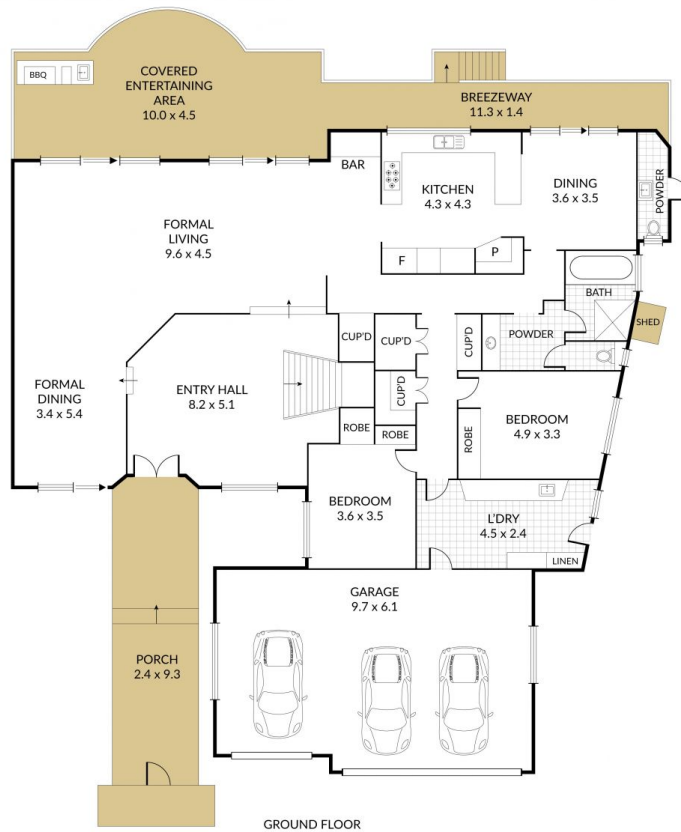 BBQ
COVERED
ENTERTAINING
AREA
10.0 x 4.5
BREEZEWAY
11.3 x 1.4
BAR
KITCHEN
4.3 x 4.3
DINING
3.6 x 3.5
POWDER
FORMAL
LIVING
9.6 x 4.5
F
P
BATH
SHED
CUP'D
CUP'D
CUP'D
POWDER
FORMAL
DINING
3.4 x 5.4
ENTRY HALL
8.2 x 5.1
CUP'D
BEDROOM
4.9 x 3.3
ROBE
ROBE
ROBE
BEDROOM
3.6 x 3.5
L'DRY
4.5 x 2.4
LINEN
GARAGE
9.7 x 6.1
PORCH
2.4 x 9.3
GROUND FLOOR